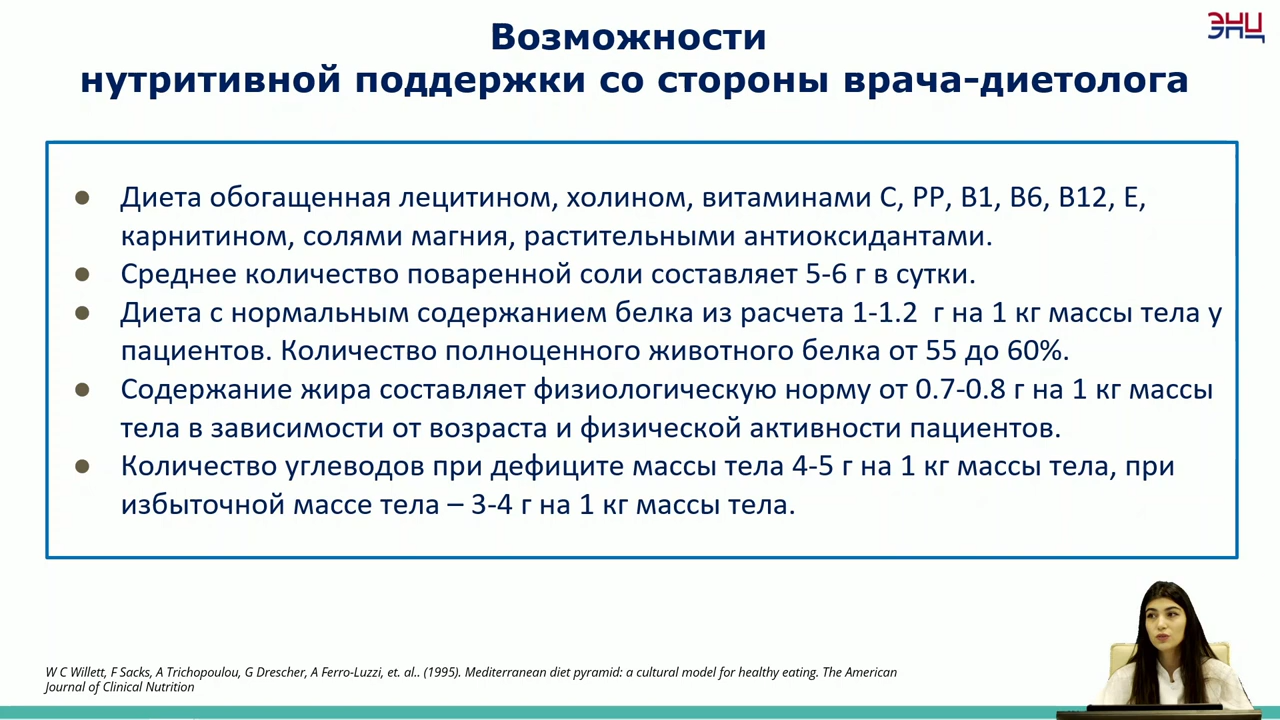 Возможности
ЭНЦ
нутритивной поддержки со стороны врача-диетолога
● Диета обогащенная лецитином, холином, витаминами С, РР, В1, В6, В12, Е,
карнитином, солями магния, растительными антиоксидантами.
● Среднее количество поваренной соли составляет 5-6 г в сутки.
● Диета с нормальным содержанием белка из расчета 1-1.2 г на 1 кг массы тела у
пациентов. Количество полноценного животного белка от 55 до 60%.
● Содержание жира составляет физиологическую норму от 0.7-0.8 г на 1 кг массы
тела в зависимости от возраста и физической активности пациентов.
● Количество углеводов при дефиците массы тела 4-5 г на 1 кг массы тела, при
избыточной массе тела – 3-4 г на 1 кг массы тела.
W C Willett, F Sacks, A Trichopoulou, G Drescher, A Ferro-Luzzi, et. al.. (1995). Mediterranean diet pyramid: a cultural model for healthy eating. The American
Journal of Clinical Nutrition